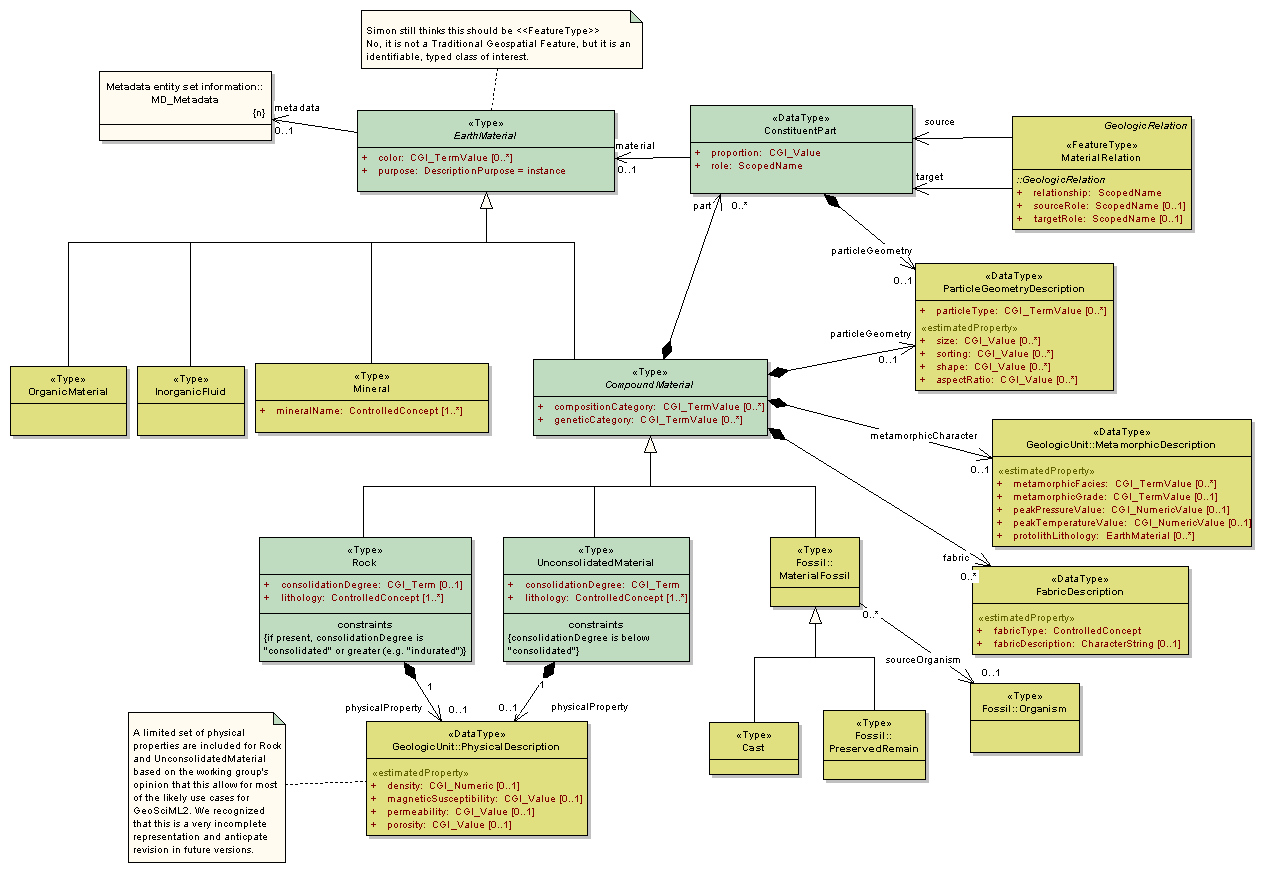 Simon still thinks this should be <<FeatureType>>
No, it is not a Traditional Geospatial Feature, but it is an
identifiable, typed class of interest.
Metadata entity set information::
MD_Metadata
{n}
metadata
0..1
«Type»
EarthMaterial
+ color: CGI_TermValue [0..*]
+ purpose: DescriptionPurpose = instance
material
0..1
«DataType»
ConstituentPart
+ proportion: CGI_Value
+ role: ScopedName
source
target
GeologicRelation
«FeatureType»
MaterialRelation
::GeologicRelation
+ relationship: ScopedName
+ sourceRole: ScopedName [0..1]
+ targetRole: ScopedName [0..1]
part
0..*
particleGeometry
0..1
«DataType»
ParticleGeometryDescription
+ particleType: CGI_TermValue [0..*]
«estimatedProperty»
+ size: CGI_Value [0..*]
+ sorting: CGI_Value [0..*]
+ shape: CGI_Value [0..*]
+ aspectRatio: CGI_Value [0..*]
particleGeometry
0..1
«Type»
OrganicMaterial
«Type»
InorganicFluid
«Type»
Mineral
+ mineralName: ControlledConcept [1..*]
«Type»
CompoundMaterial
+ compositionCategory: CGI_TermValue [0..*]
+ geneticCategory: CGI_TermValue [0..*]
metamorphicCharacter
0..1
«DataType»
GeologicUnit::MetamorphicDescription
«estimatedProperty»
+ metamorphicFacies: CGI_TermValue [0..*]
+ metamorphicGrade: CGI_TermValue [0..1]
+ peakPressureValue: CGI_NumericValue [0..1]
+ peakTemperatureValue: CGI_NumericValue [0..1]
+ protolithLithology: EarthMaterial [0..*]
fabric
0..*
«DataType»
FabricDescription
«estimatedProperty»
+ fabricType: ControlledConcept
+ fabricDescription: CharacterString [0..1]
«Type»
Rock
+ consolidationDegree: CGI_Term [0..1]
+ lithology: ControlledConcept [1..*]
constraints
{if present, consolidationDegree is
"consolidated" or greater (e.g. "indurated")}
«Type»
UnconsolidatedMaterial
+ consolidationDegree: CGI_Term
+ lithology: ControlledConcept [1..*]
constraints
{consolidationDegree is below
"consolidated"}
«Type»
Fossil::
MaterialFossil
0..*
sourceOrganism
0..1
«Type»
Fossil::Organism
1
physicalProperty
0..1
1
0..1
physicalProperty
«DataType»
GeologicUnit::PhysicalDescription
«estimatedProperty»
+ density: CGI_Numeric [0..1]
+ magneticSusceptibility: CGI_Value [0..1]
+ permeability: CGI_Value [0..1]
+ porosity: CGI_Value [0..1]
«Type»
Cast
«Type»
Fossil::
PreservedRemain
A limited set of physical
properties are included for Rock
and UnconsolidatedMaterial
based on the working group's
opinion that this allow for most
of the likely use cases for
GeoSciML2. We recognized
that this is a very incomplete
representation and anticpate
revision in future versions.